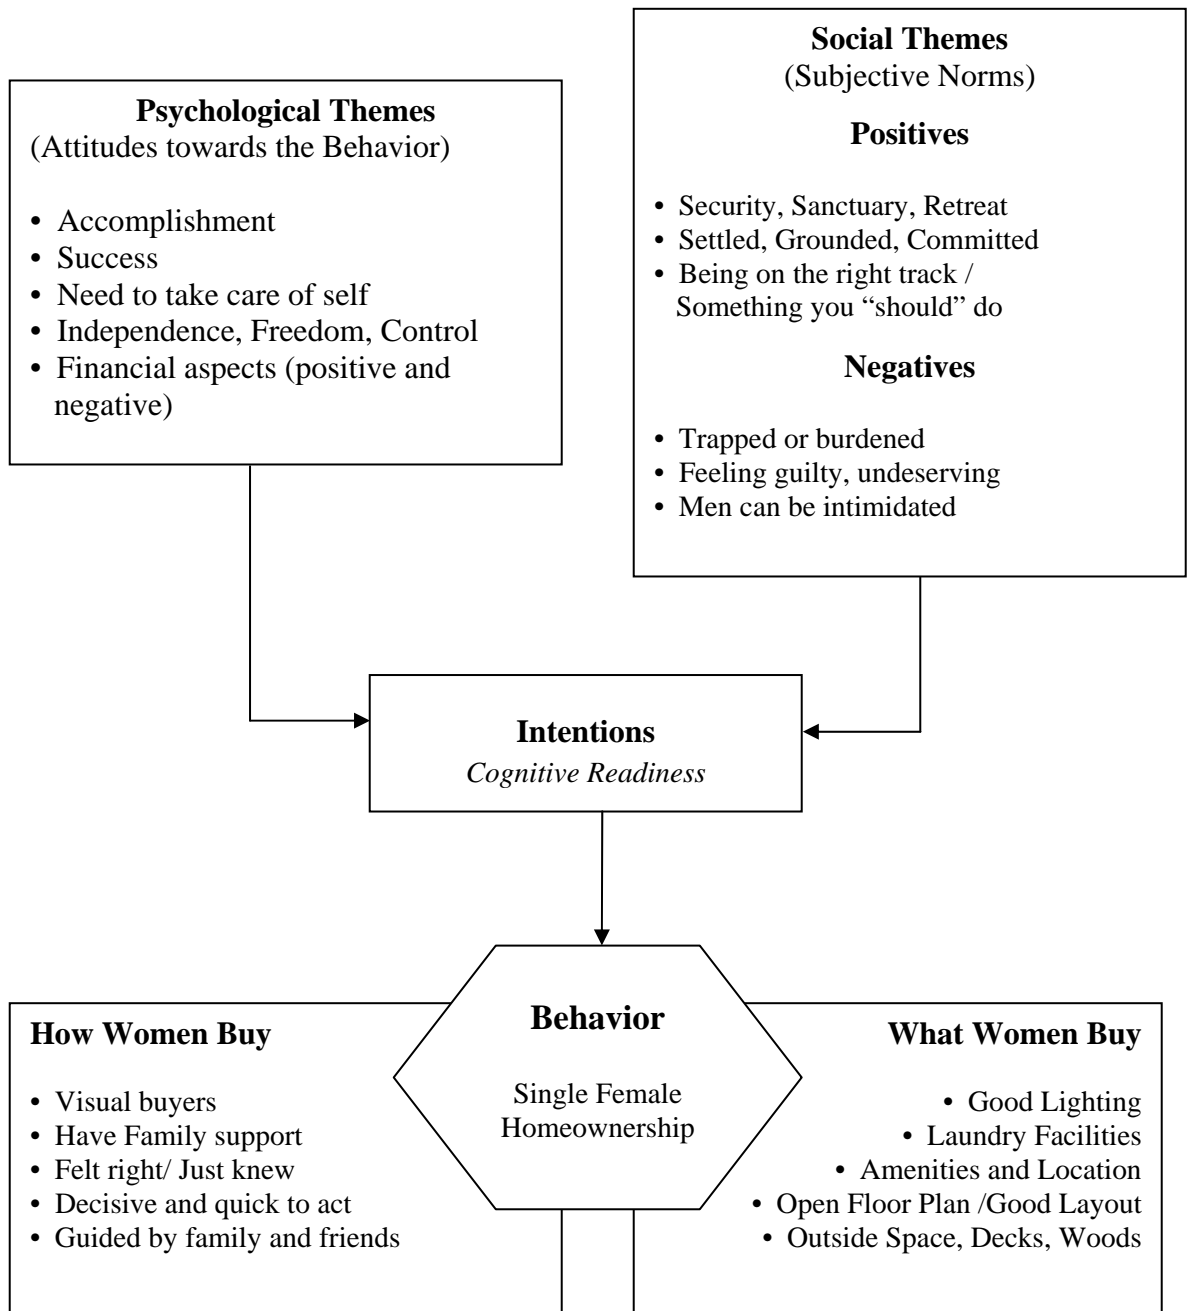 Psychological Themes
(Attitudes towards the Behavior)
• Accomplishment
• Success
• Need to take care of self
• Independence, Freedom, Control
• Financial aspects (positive and
negative)
Social Themes
(Subjective Norms)
Positives
• Security, Sanctuary, Retreat
• Settled, Grounded, Committed
• Being on the right track /
Something you “should” do
Negatives
• Trapped or burdened
• Feeling guilty, undeserving
• Men can be intimidated
Intentions
Cognitive Readiness
Behavior
Single Female
Homeownership
How Women Buy
• Visual buyers
• Have Family support
• Felt right/ Just knew
• Decisive and quick to act
• Guided by family and friends
What Women Buy
• Good Lighting
• Laundry Facilities
• Amenities and Location
• Open Floor Plan /Good Layout
• Outside Space, Decks, Woods